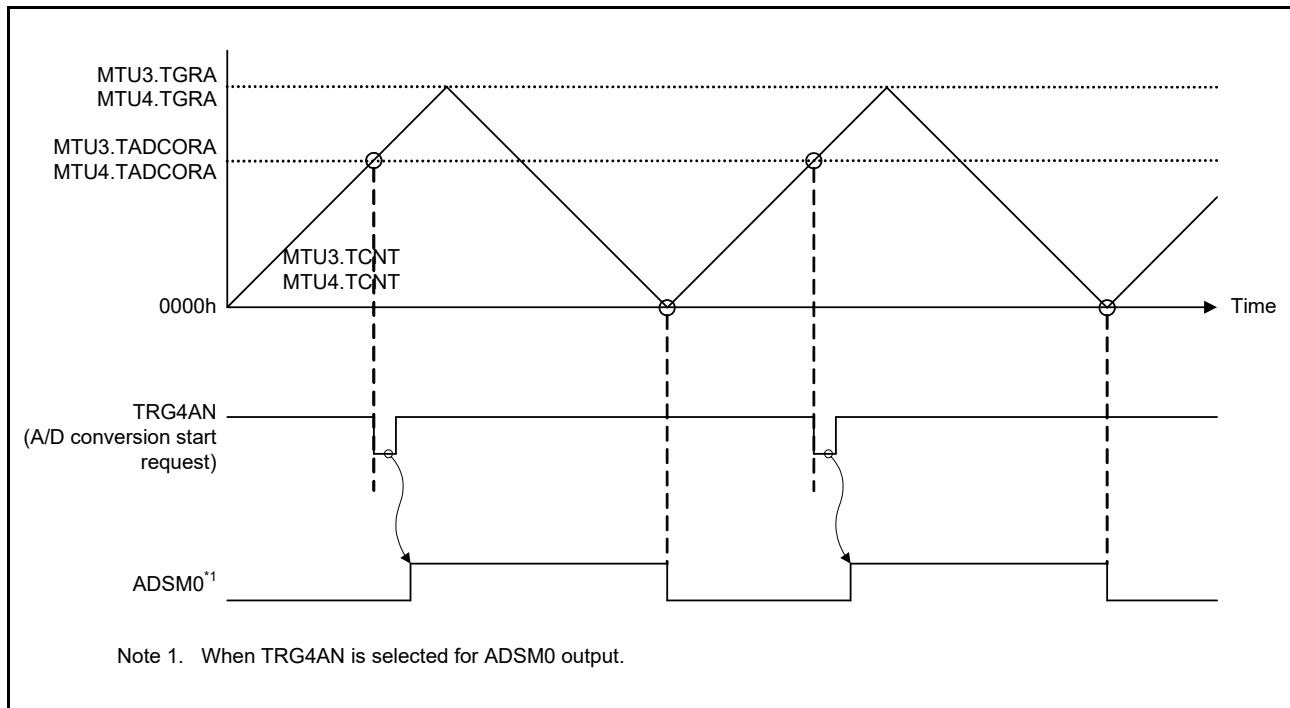 MTU3.TGRA
MTU4.TGRA
MTU3.TADCORA
MTU4.TADCORA
MTU3.TCNT
MTU4.TCNT
0000h
Time
TRG4AN
(A/D conversion start
request)
ADSM0*1
Note 1. When TRG4AN is selected for ADSM0 output.